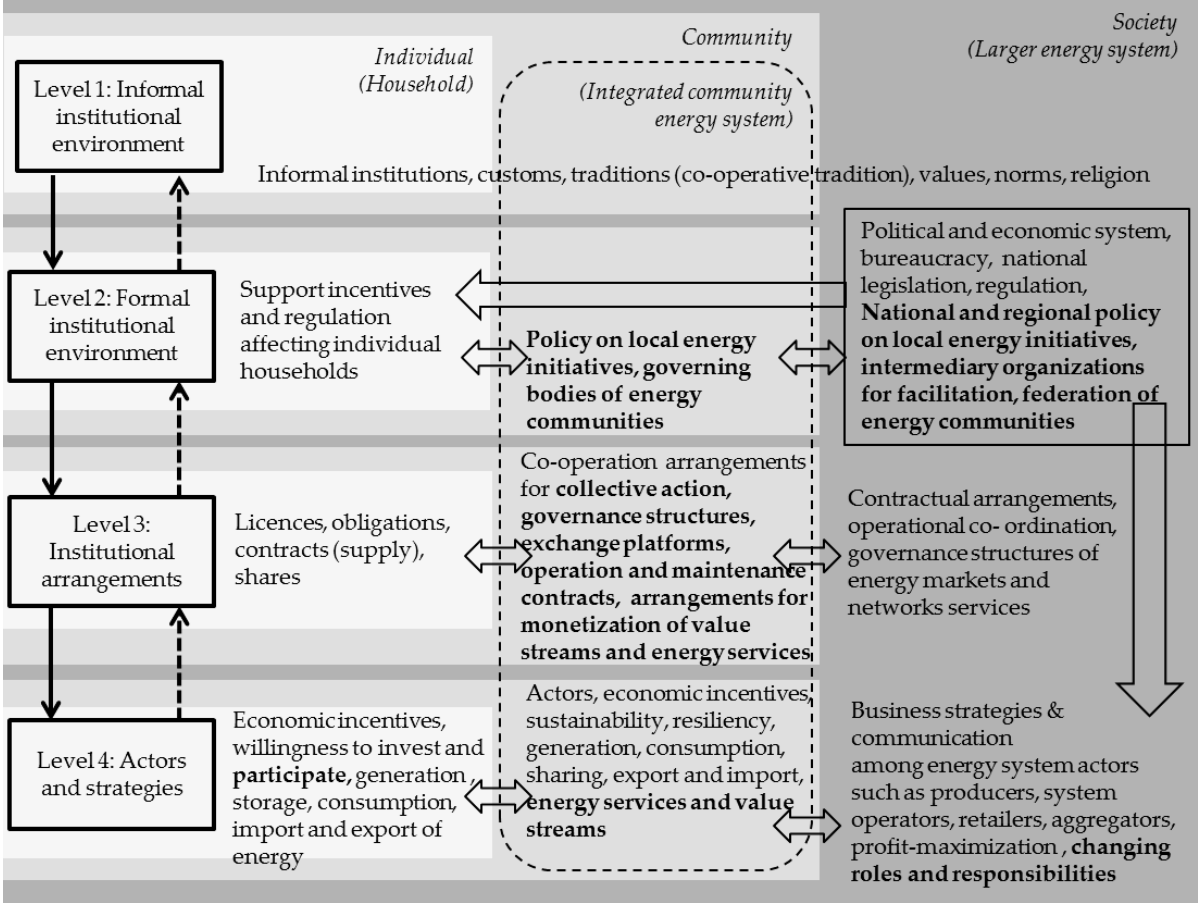 Society
(Larger energy system)
Community
Individual
(Household)
(Integrated community
energy system)
Level 1: Informal
institutional
environment
Informal institutions, customs, traditions (co-operative tradition), values, norms, religion
Level 2: Formal
institutional
environment
Support incentives
and regulation
affecting individual
households
Policy on local energy
initiatives, governing
bodies of energy
communities
Political and economic system,
bureaucracy, national
legislation, regulation,
National and regional policy
on local energy initiatives,
intermediary organizations
for facilitation, federation of
energy communities
Level 3:
Institutional
arrangements
Licences, obligations,
contracts (supply),
shares
Co-operation arrangements
for collective action,
governance structures,
exchange platforms,
operation and maintenance
contracts, arrangements for
monetization of value
streams and energy services
Contractual arrangements,
operational co- ordination,
governance structures of
energy markets and
networks services
Level 4: Actors
and strategies
Economic incentives,
willingness to invest and
participate, generation ,
storage, consumption,
import and export of
energy
Actors, economic incentives,
sustainability, resiliency,
generation, consumption,
sharing, export and import,
energy services and value
streams
Business strategies &
communication
among energy system actors
such as producers, system
operators, retailers, aggregators,
profit-maximization , changing
roles and responsibilities